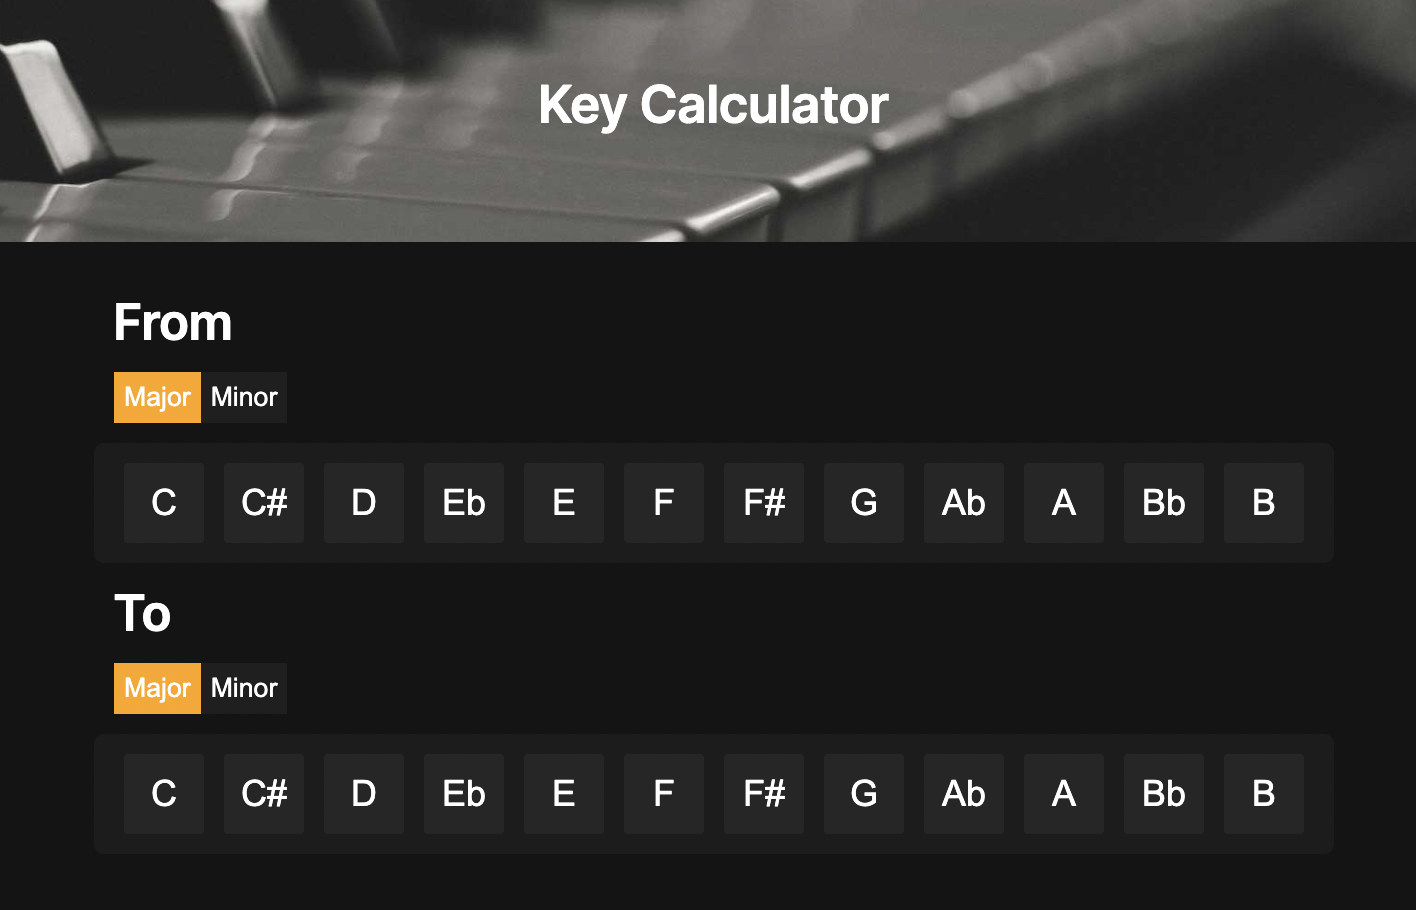 Key Calculator
From
Major Minor
C C# D Eb E F F# G Ab A Bb B
To
Major Minor
C C# D Eb E F F# G Ab A Bb B